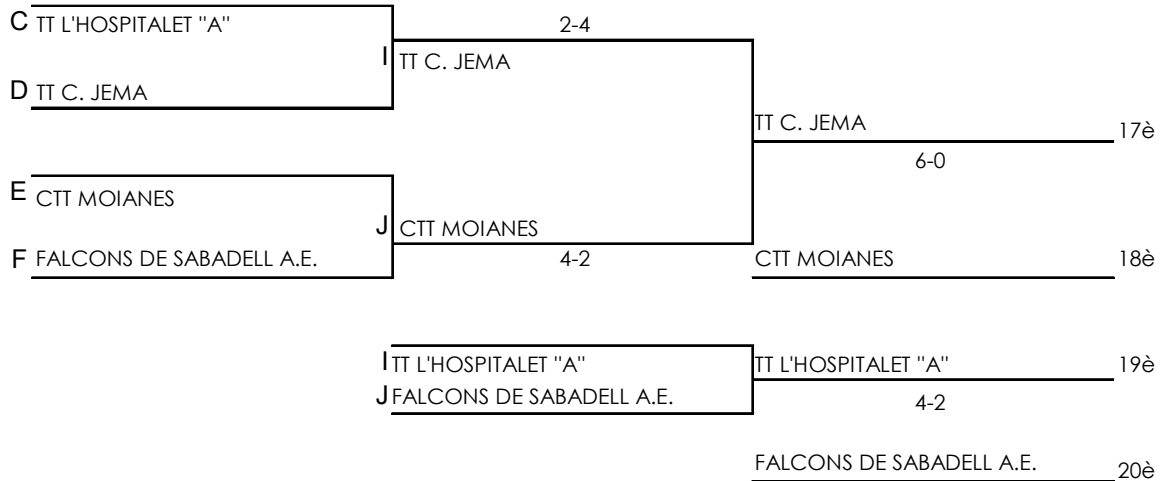 C TT L'HOSPITALET "A"
2-4
I TT C. JEMA
D TT C. JEMA
TT C. JEMA 17è
6-0
E CTT MOIANES
J CTT MOIANES
F FALCONS DE SABADELL A.E.
4-2
CTT MOIANES 18è
I TT L'HOSPITALET "A"
TT L'HOSPITALET "A" 19è
J FALCONS DE SABADELL A.E.
4-2
FALCONS DE SABADELL A.E. 20è